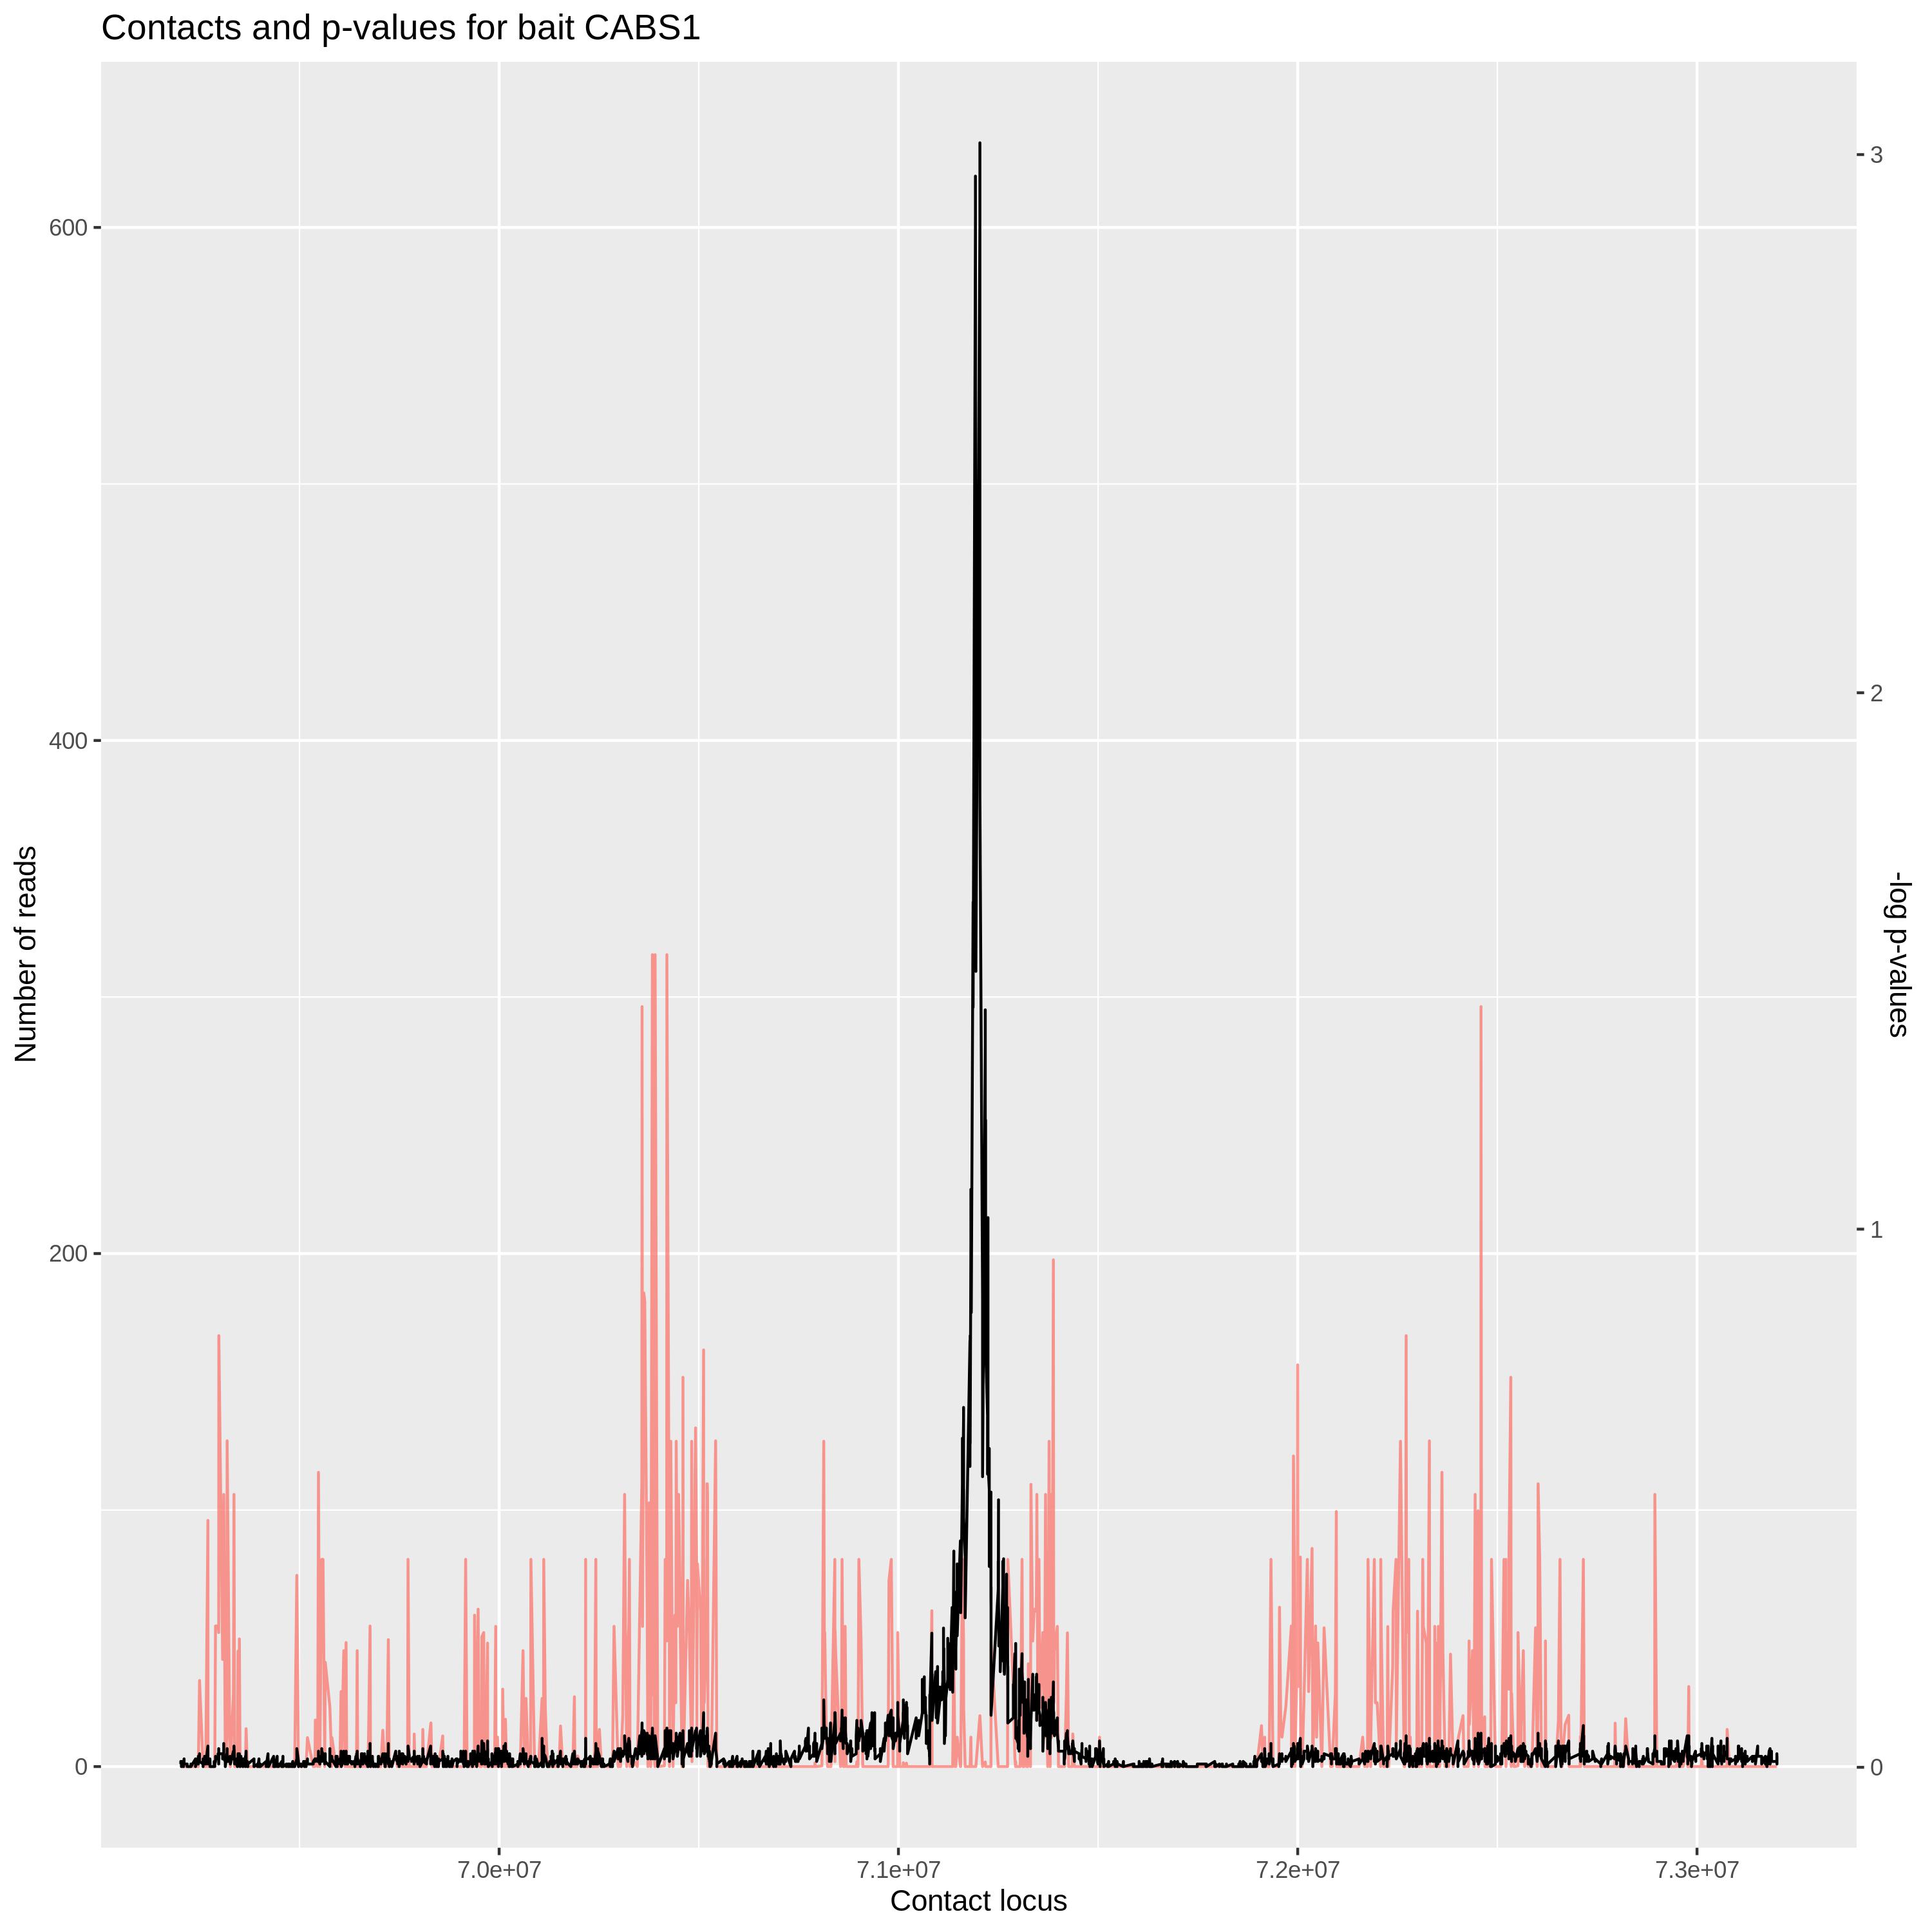 Contacts and p-values for bait CABS1
600
400
200
0
Number of reads
3
2
1
0
-log p-values
7.0e+07
7.1e+07
7.2e+07
7.3e+07
Contact locus